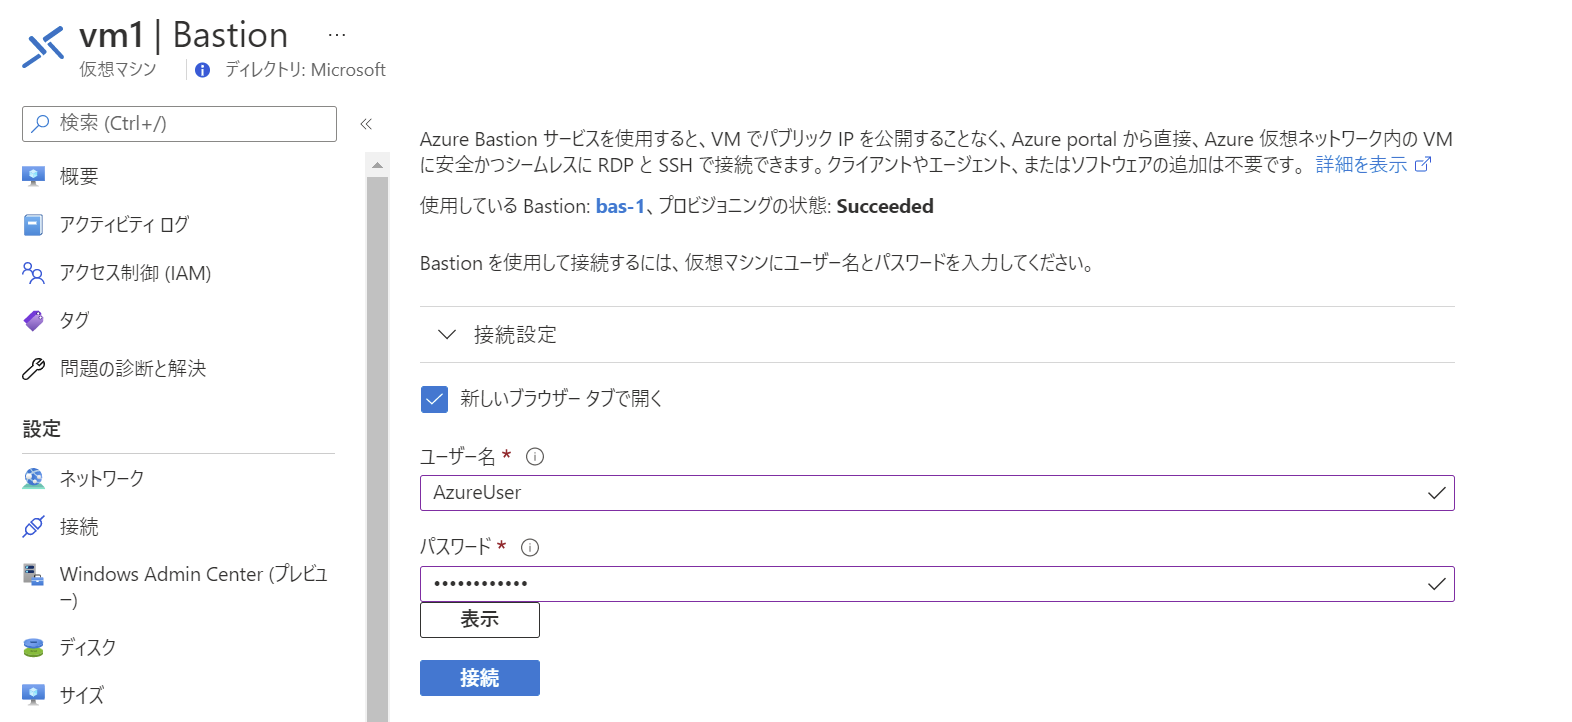 vm1 | Bastion …
仮想マシン ディレクトリ: Microsoft
検索 (Ctrl+/)
«
概要
アクティビティ ログ
アクセス制御 (IAM)
タグ
問題の診断と解決
設定
ネットワーク
接続
Windows Admin Center (プレビュ
ー)
ディスク
サイズ
Azure Bastion サービスを使用すると、VM でパブリック IP を公開することなく、Azure portal から直接、Azure 仮想ネットワーク内の VM
に安全かつシームレスに RDP と SSH で接続できます。クライアントやエージェント、またはソフトウェアの追加は不要です。 詳細を表示
使用している Bastion: bas-1、プロビジョニングの状態: Succeeded
Bastion を使用して接続するには、仮想マシンにユーザー名とパスワードを入力してください。
接続設定
新しいブラウザー タブで開く
ユーザー名 *
AzureUser
パスワード *
••••••••••••
表示
接続